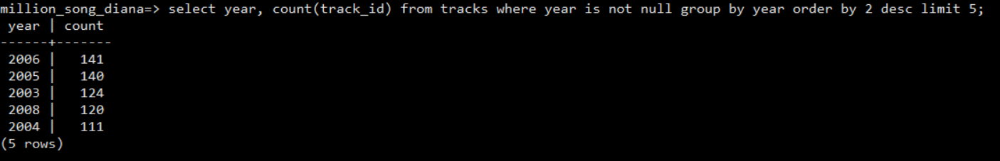 million_song_diana=> select year, count(track_id) from tracks where year is not null group by year order by 2 desc limit 5;
 year | count
------+-------
 2006 |   141
 2005 |   140
 2003 |   124
 2008 |   120
 2004 |   111
(5 rows)